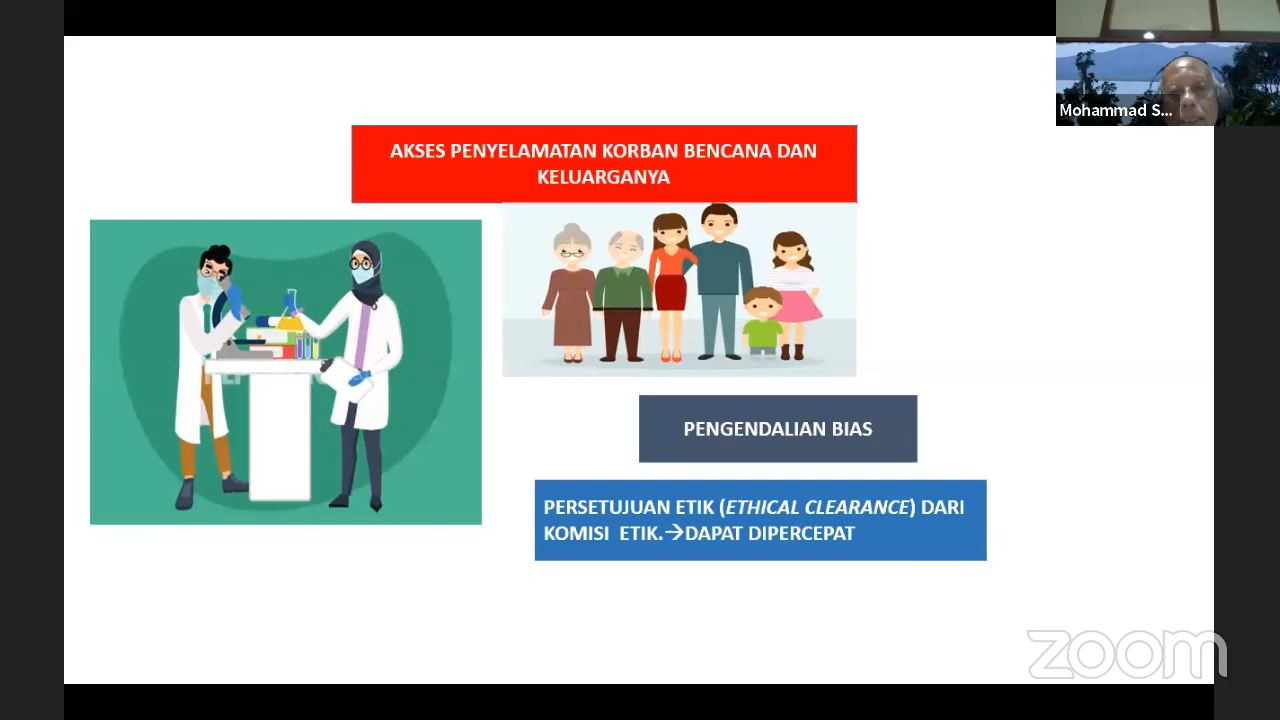 Mohammad S...
AKSES PENYELAMATAN KORBAN BENCANA DAN
KELUARGANYA
PENGENDALIAN BIAS
PERSETUJUAN ETIK (ETHICAL CLEARANCE) DARI
KOMISI ETIK.→DAPAT DIPERCEPAT
zoom